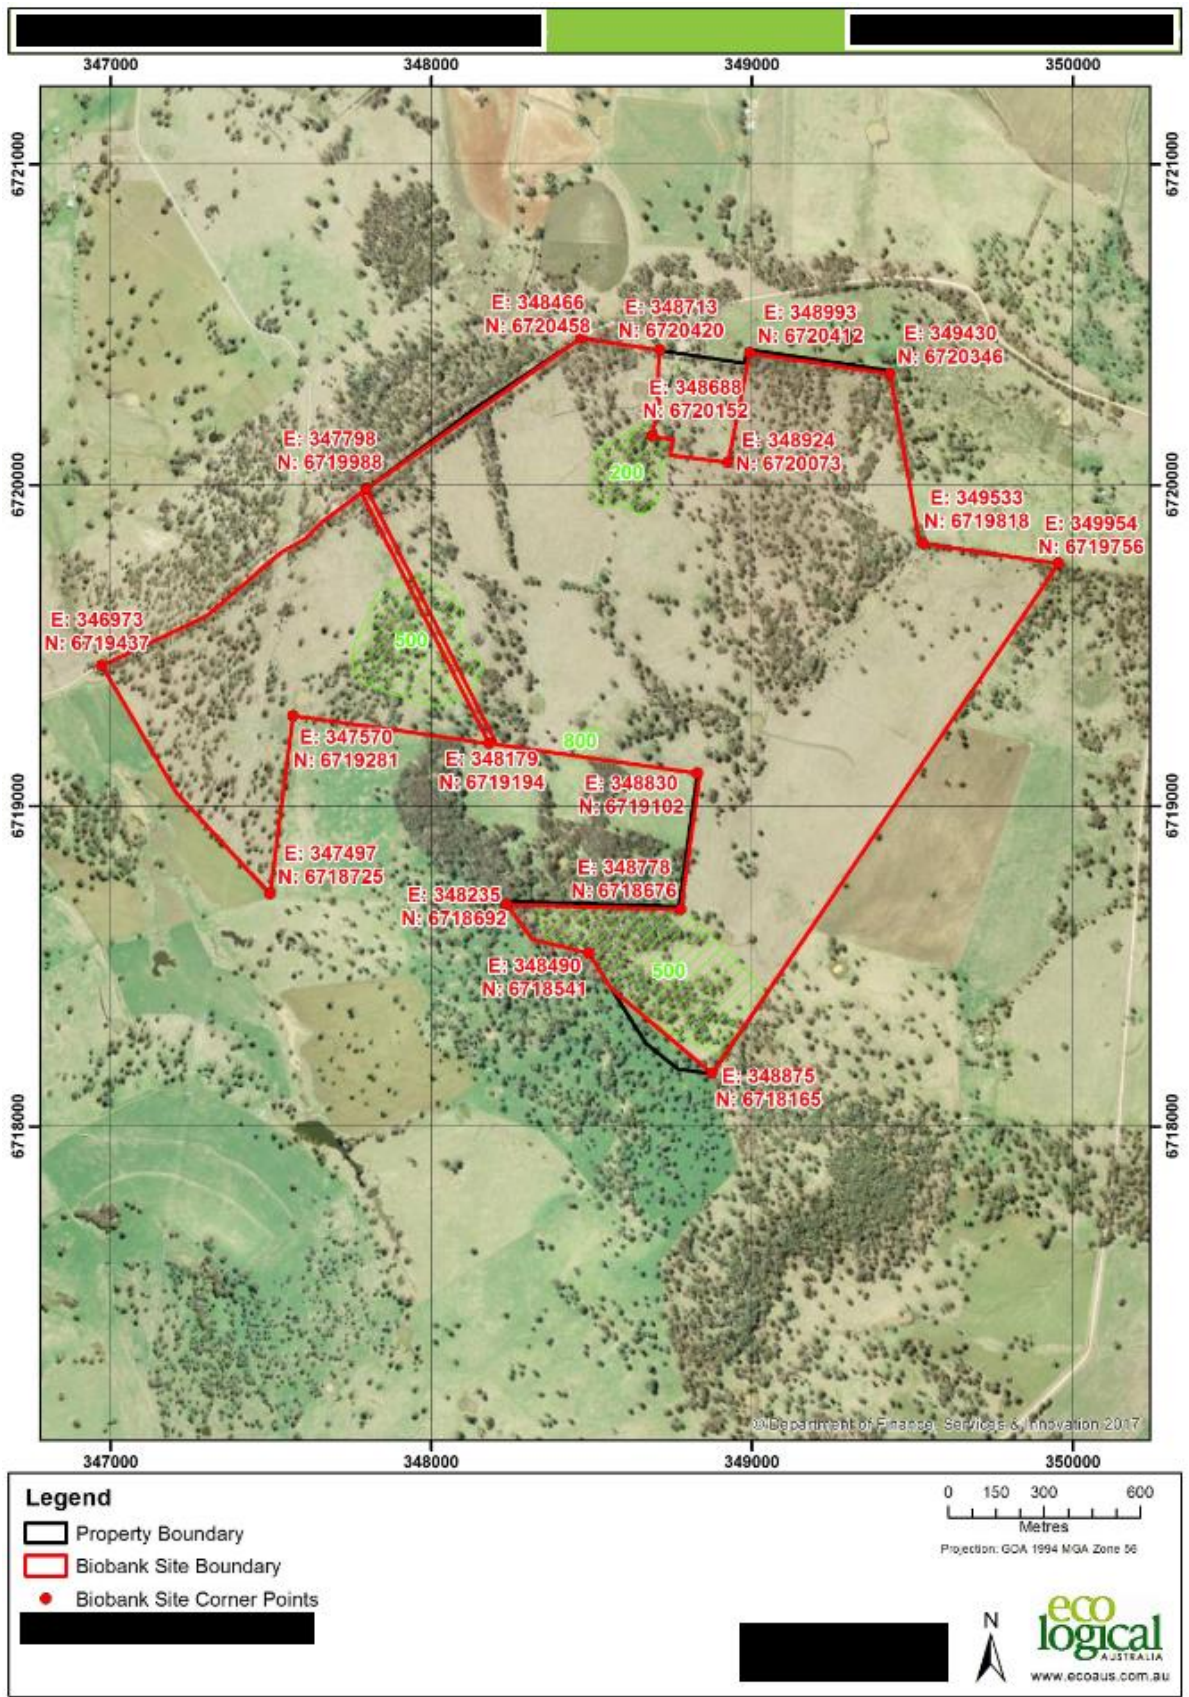 347000 348000 349000 350000
6721000
6721000
E: 348466
N: 6720458
E: 348713
N: 6720420
E: 348993
N: 6720412
E: 349430
N: 6720346
E: 348688
N: 6720152
E: 347798
N: 6719988
E: 348924
N: 6720073
200
6720000
6720000
E: 349533
N: 6719818
E: 349954
N: 6719756
E: 346973
N: 6719437
500
E: 347570
N: 6719281
E: 348179
N: 6719194
800
E: 348830
N: 6719102
6719000
6719000
E: 347497
N: 6718725
E: 348778
N: 6718676
E: 348235
N: 6718692
E: 348490
N: 6718541
500
E: 348875
N: 6718165
6718000
6718000
© Department of Finance, Services & Innovation 2017
347000 348000 349000 350000
Legend
Property Boundary
Biobank Site Boundary
Biobank Site Corner Points
0 150 300 600
Metres
Projection: GDA 1994 MGA Zone 56
N
eco
logical
AUSTRALIA
www.ecoaus.com.au